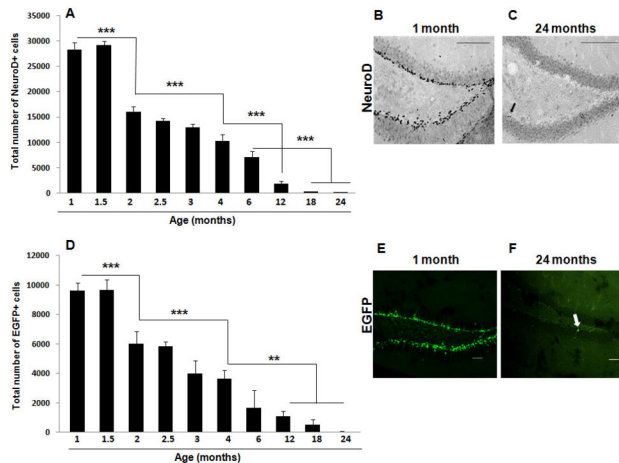 A
Total number of NeuroD+ cells
35000
30000
25000
20000
15000
10000
5000
0
***
***
***
***
1 1.5 2 2.5 3 4 6 12 18 24
Age (months)
B
1 month
C
24 months
NeuroD
D
Total number of EGFP+ cells
12000
10000
8000
6000
4000
2000
0
***
***
**
1 1.5 2 2.5 3 4 6 12 18 24
Age (months)
E
1 month
F
24 months
EGFP